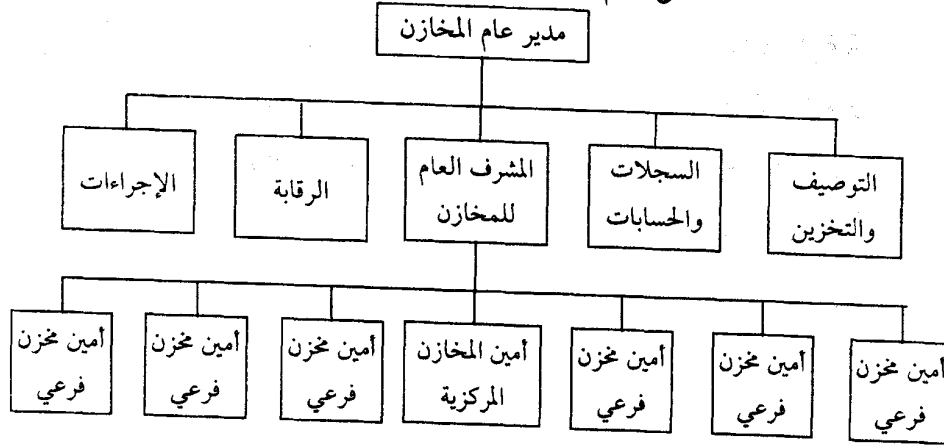 مدير عام المخازن
التوصيف
والتخزين
السجلات
والحسابات
المشرف العام
للمخازن
الرقابة
الإجراءات
أمين مخزن
فرعي
أمين مخزن
فرعي
أمين مخزن
فرعي
أمين المخازن
المركزية
أمين مخزن
فرعي
أمين مخزن
فرعي
أمين مخزن
فرعي